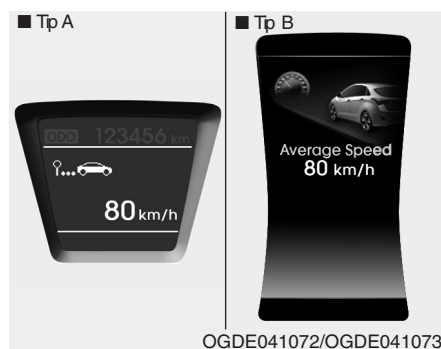 ■ Tip A
ODO 123456 km
80 km/h
■ Tip B
Average Speed
80 km/h
OGDE041072/OGDE041073